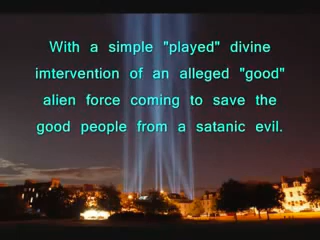 With a simple "played" divine
imtervention of an alleged "good"
alien force coming to save the
good people from a satanic evil.